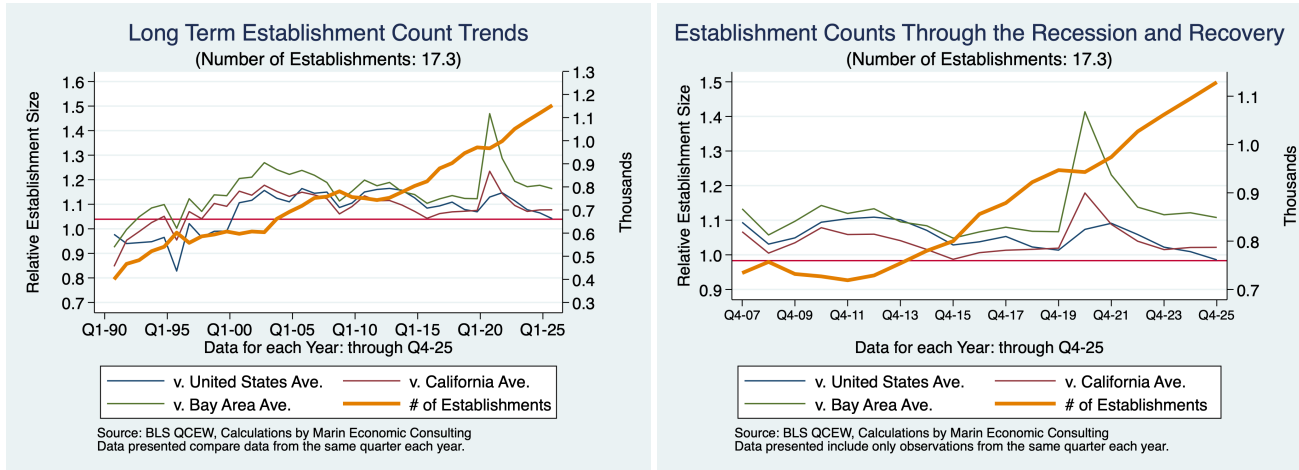 Long Term Establishment Count Trends
(Number of Establishments: 17.3)
Relative Establishment Size
1.6
1.5
1.4
1.3
1.2
1.1
1.0
0.9
0.8
0.7
1.3
1.2
1.1
1.0
0.9
0.8
0.7
0.6
0.5
0.4
0.3
Thousands
Q1-90 Q1-95 Q1-00 Q1-05 Q1-10 Q1-15 Q1-20 Q1-25
Data for each Year: through Q4-25
v. United States Ave. v. California Ave.
v. Bay Area Ave. # of Establishments
Source: BLS QCEW, Calculations by Marin Economic Consulting
Data presented compare data from the same quarter each year.
Establishment Counts Through the Recession and Recovery
(Number of Establishments: 17.3)
Relative Establishment Size
1.5
1.4
1.3
1.2
1.1
1.0
0.9
1.1
1.0
0.9
0.8
0.7
Thousands
Q4-07 Q4-09 Q4-11 Q4-13 Q4-15 Q4-17 Q4-19 Q4-21 Q4-23 Q4-25
Data for each Year: through Q4-25
v. United States Ave. v. California Ave.
v. Bay Area Ave. # of Establishments
Source: BLS QCEW, Calculations by Marin Economic Consulting
Data presented include only observations from the same quarter each year.